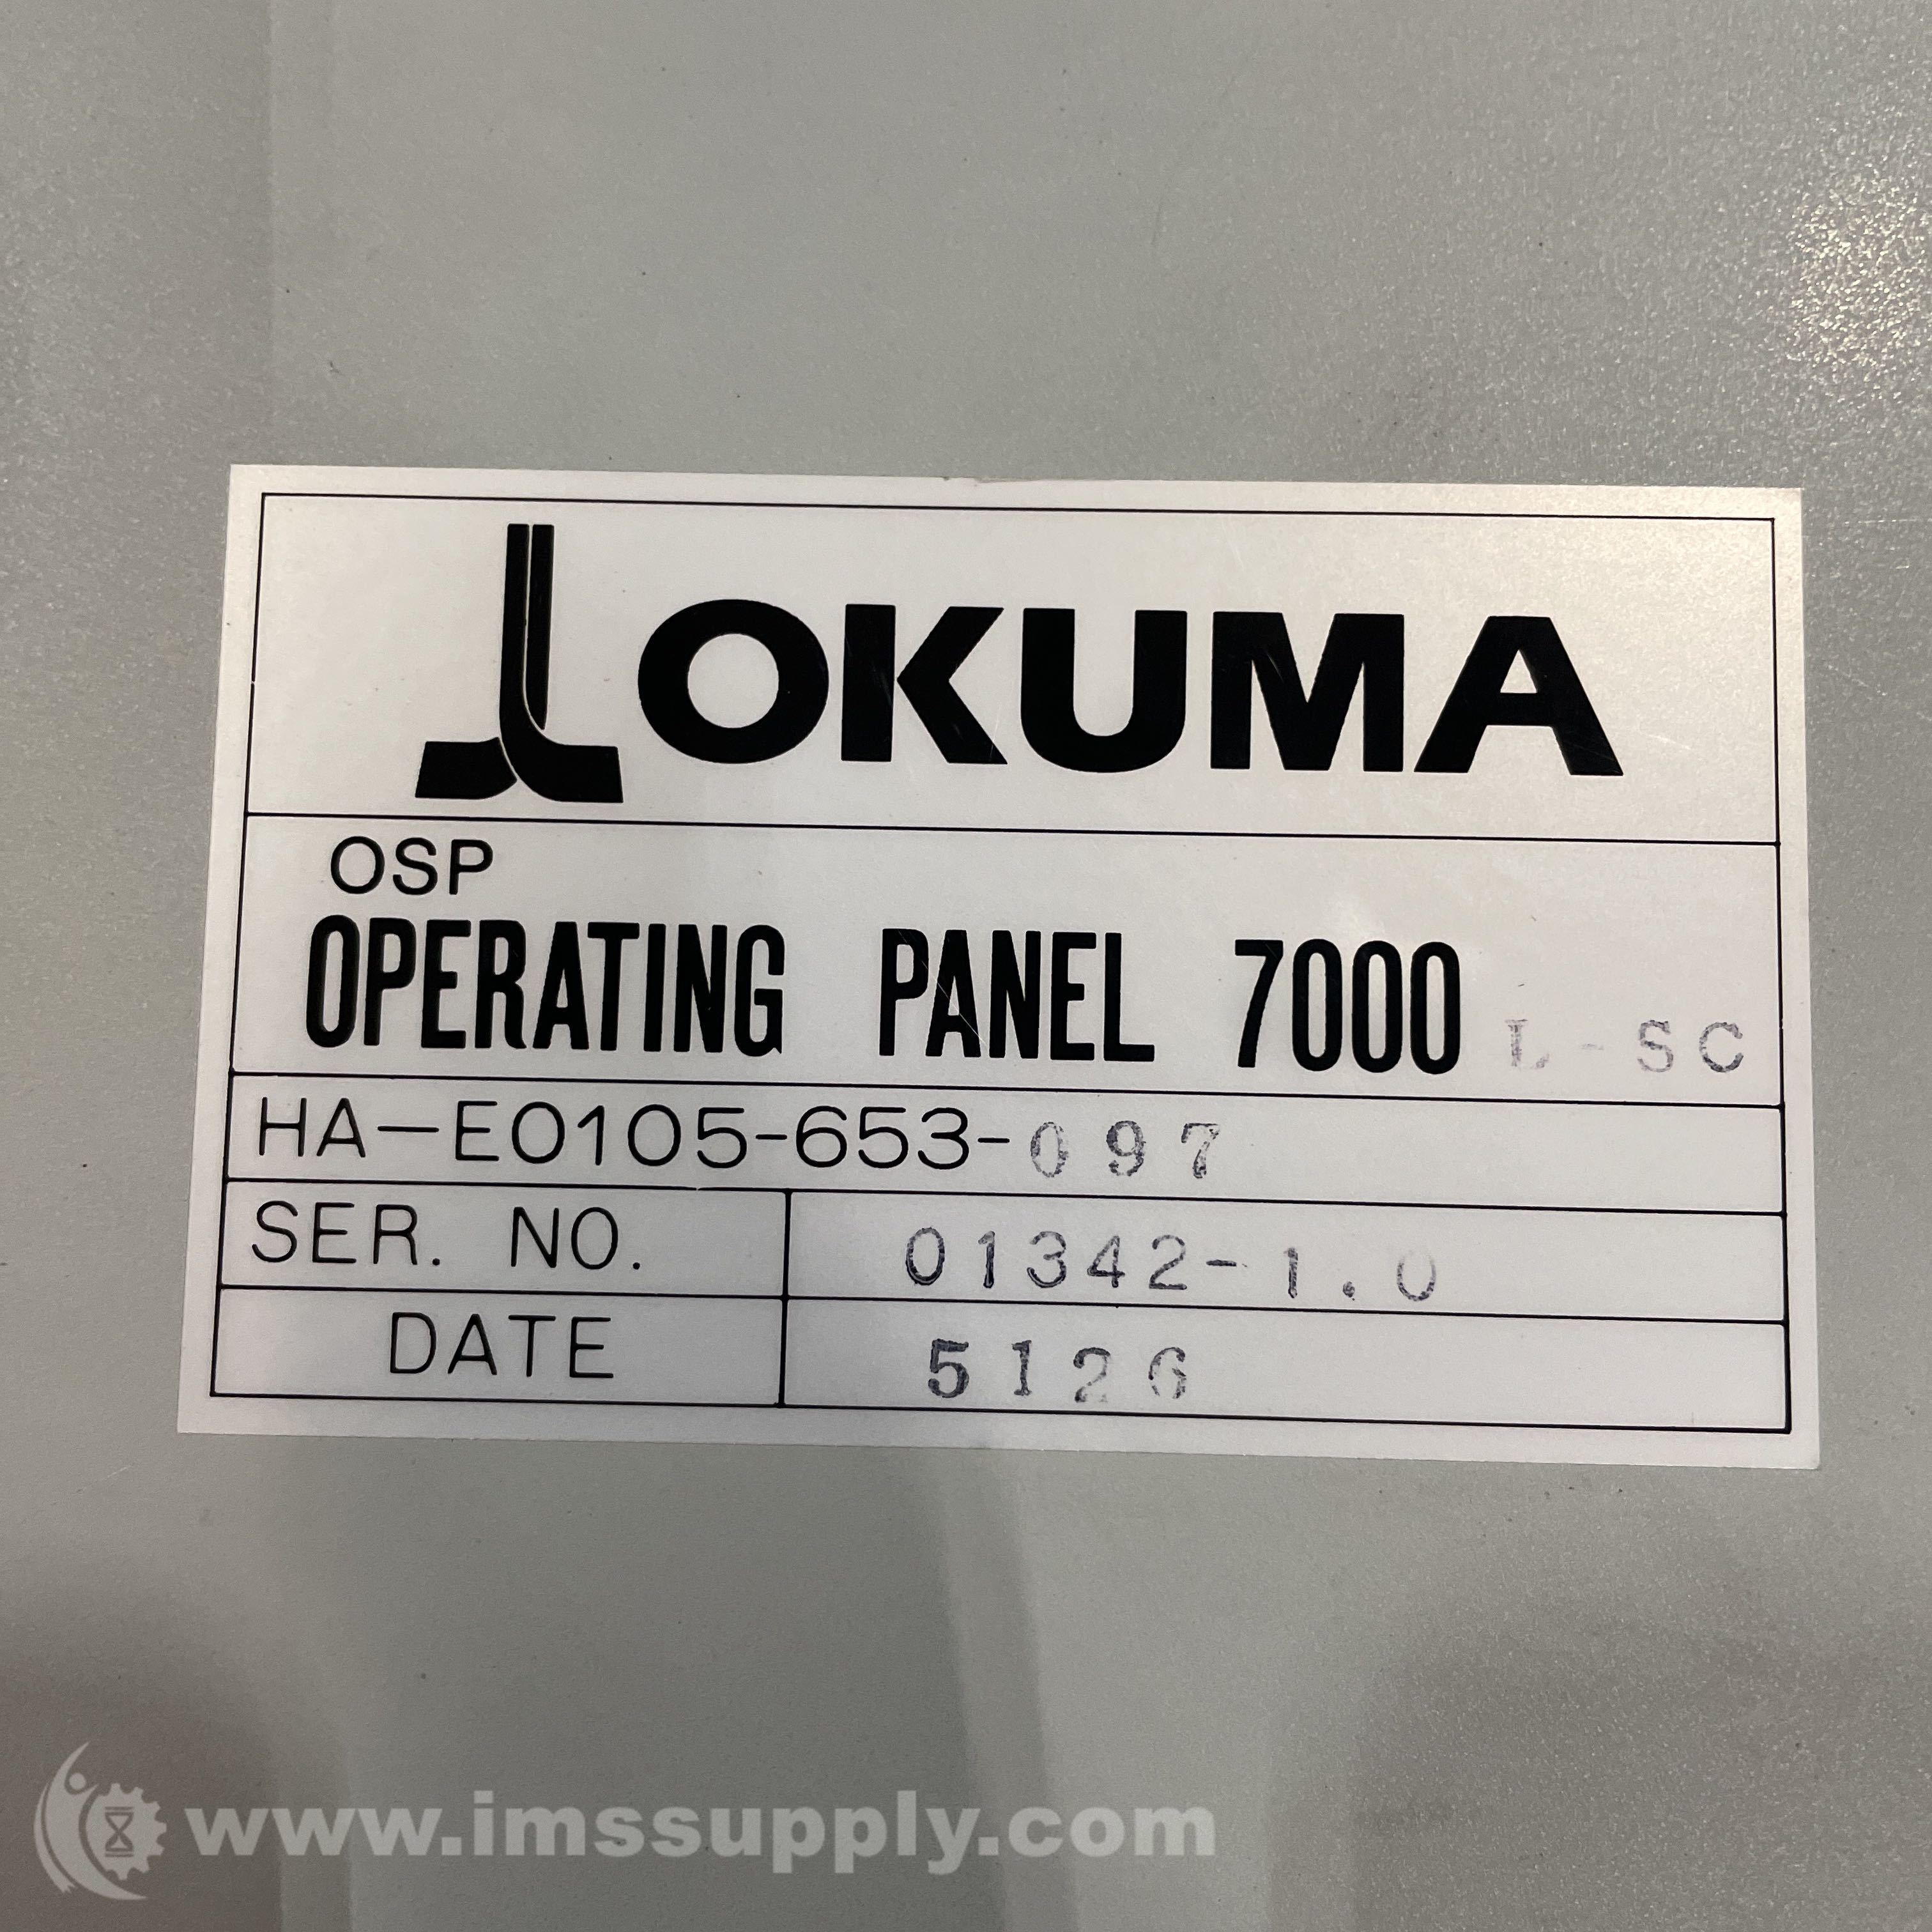 OKUMA
OSP
OPERATING PANEL 7000 L-SC
HA-E0105-653-097
SER. NO. 01342-1.0
DATE 5126
www.imssupply.com